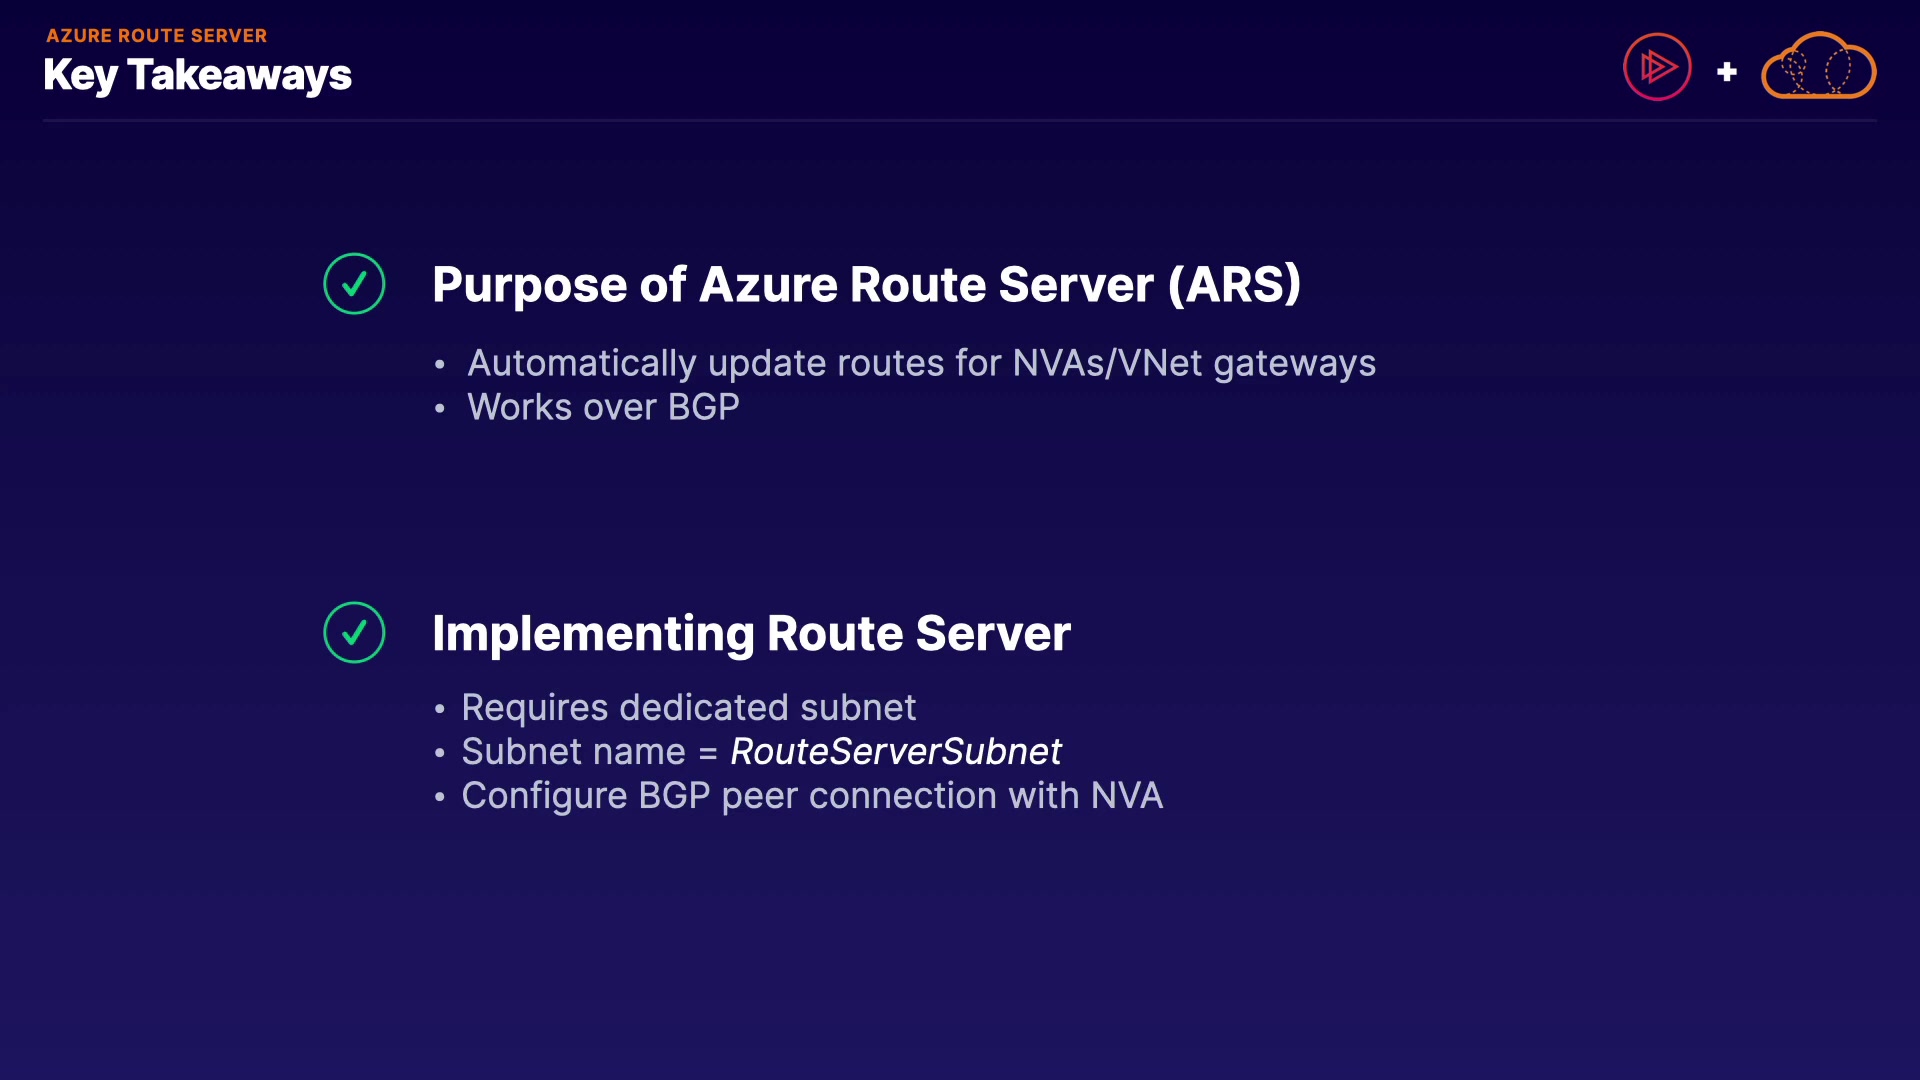 AZURE ROUTE SERVER
Key Takeaways
+
Purpose of Azure Route Server (ARS)
• Automatically update routes for NVAs/VNet gateways
• Works over BGP
Implementing Route Server
• Requires dedicated subnet
• Subnet name = RouteServerSubnet
• Configure BGP peer connection with NVA